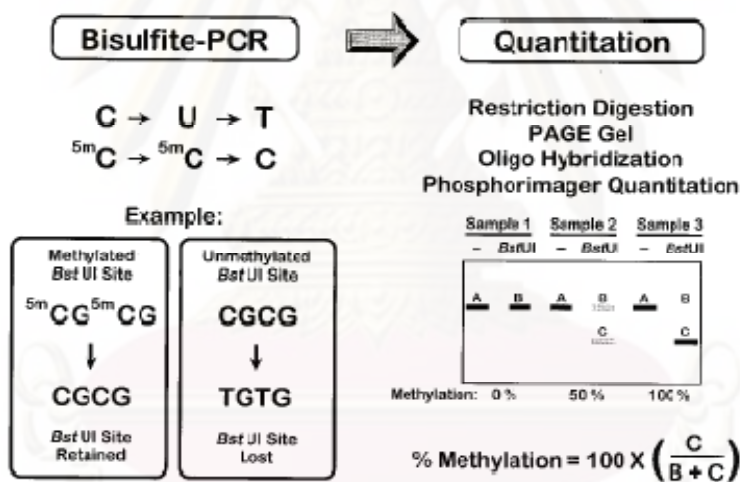 Bisulfite-PCR
Quantitation
C → U → T
5mC → 5mC → C
Example:
Methylated
Bst UI Site
5mCG5mCG
↓
CGCG
Bst UI Site
Retained
Unmethylated
Bst UI Site
CGCG
↓
TGTG
Bst UI Site
Lost
Restriction Digestion
PAGE Gel
Oligo Hybridization
Phosphorimager Quantitation
Sample 1 Sample 2 Sample 3
– BstUI – BstUI – BstUI
A B A B A B
C C
Methylation: 0 % 50 % 100 %
% Methylation = 100 X (C / B + C)